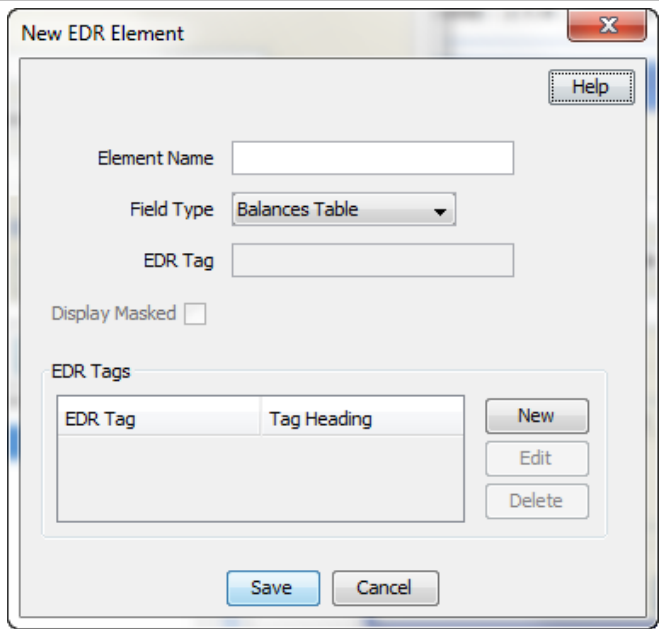 New EDR Element
Help
Element Name
Field Type Balances Table
EDR Tag
Display Masked
EDR Tags
EDR Tag Tag Heading
New
Edit
Delete
Save Cancel